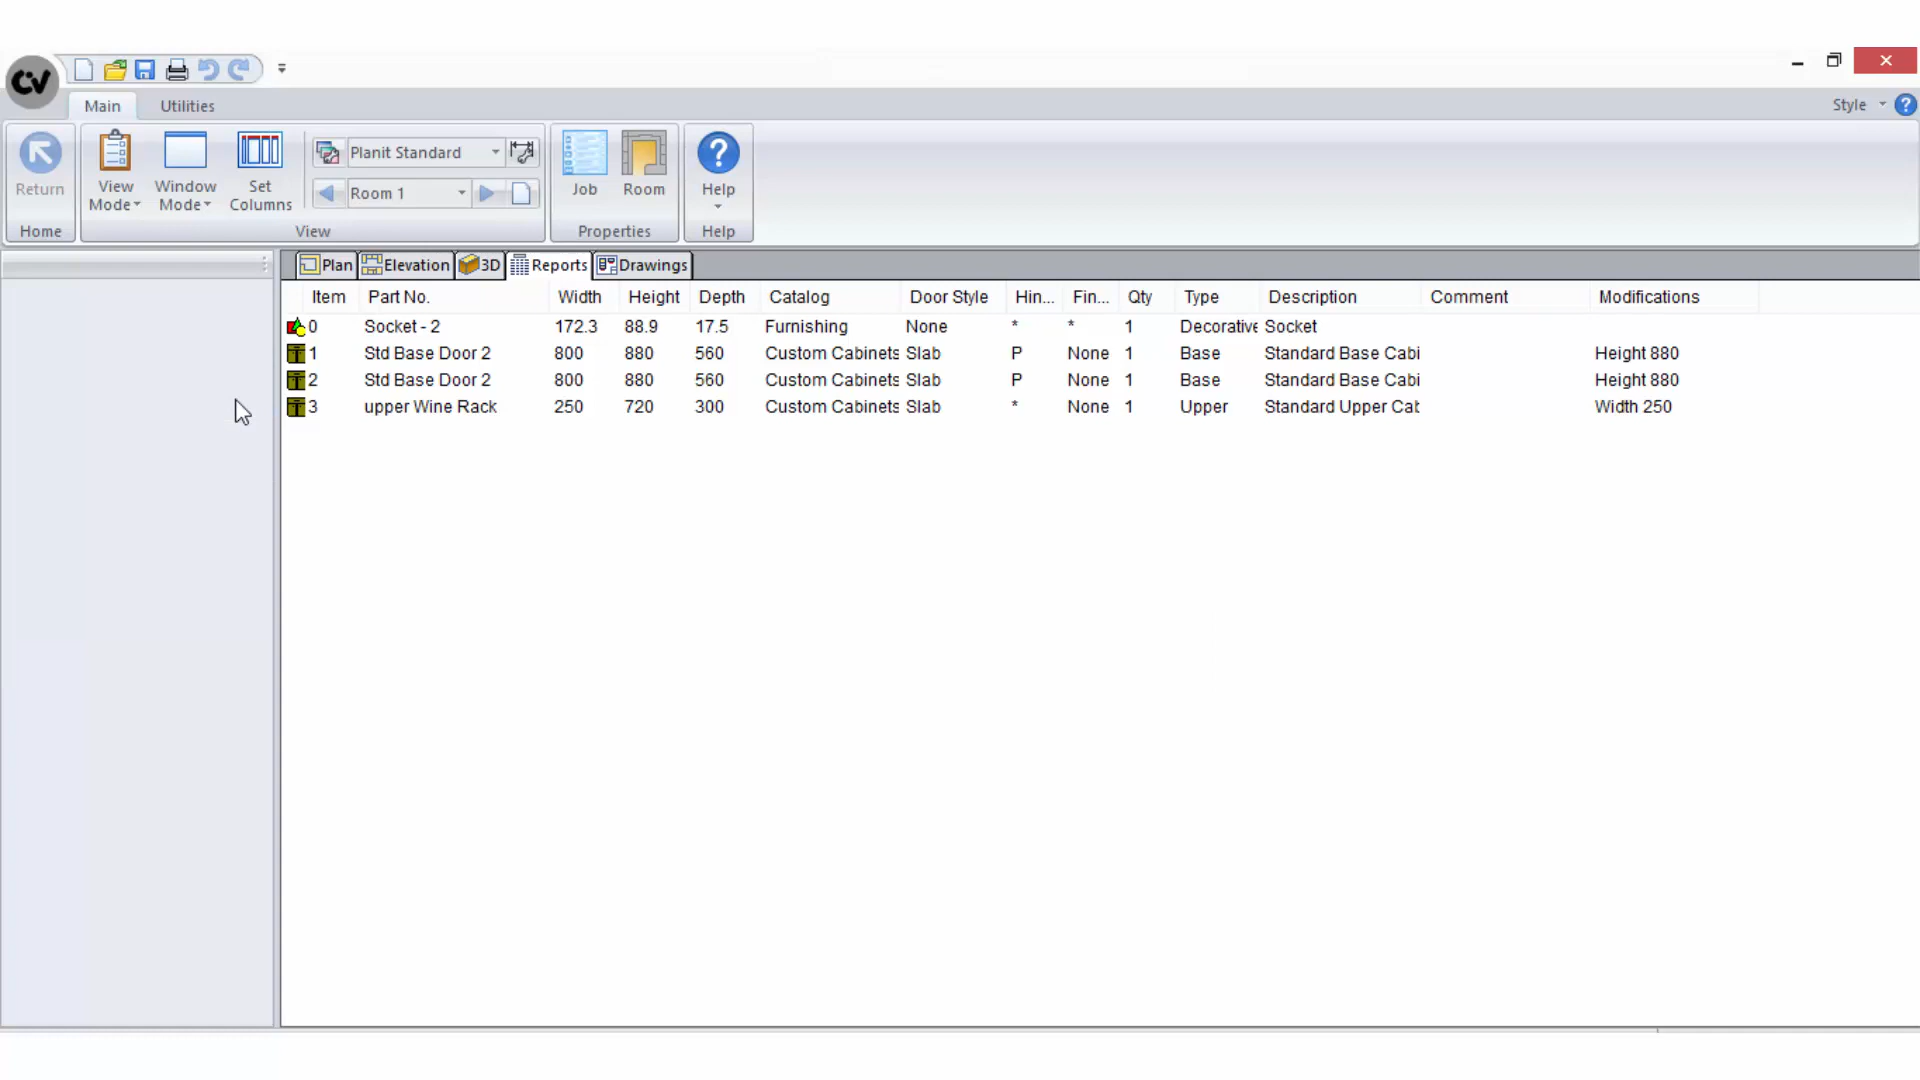 CV
Main Utilities Style
Return View Mode Window Mode Set Columns Planit Standard Room 1 Job Room Help
Home View Properties Help
Plan Elevation 3D Reports Drawings
Item Part No. Width Height Depth Catalog Door Style Hin... Fin... Qty Type Description Comment Modifications
0 Socket - 2 172.3 88.9 17.5 Furnishing None * * 1 Decorative Socket
1 Std Base Door 2 800 880 560 Custom Cabinets Slab P None 1 Base Standard Base Cabi Height 880
2 Std Base Door 2 800 880 560 Custom Cabinets Slab P None 1 Base Standard Base Cabi Height 880
3 upper Wine Rack 250 720 300 Custom Cabinets Slab * None 1 Upper Standard Upper Cat Width 250